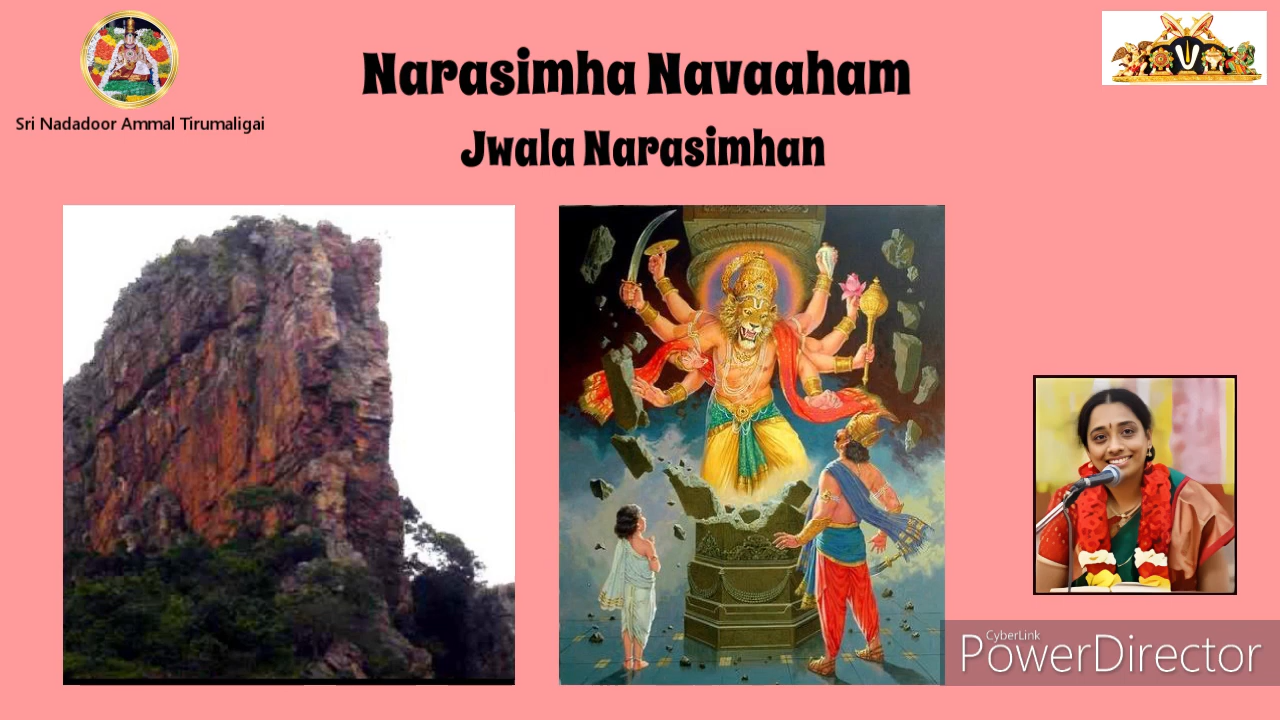 Narasimha Navaaham
Sri Nadadoor Ammal Tirumaligai
Jwala Narasimhan
CyberLink
PowerDirector